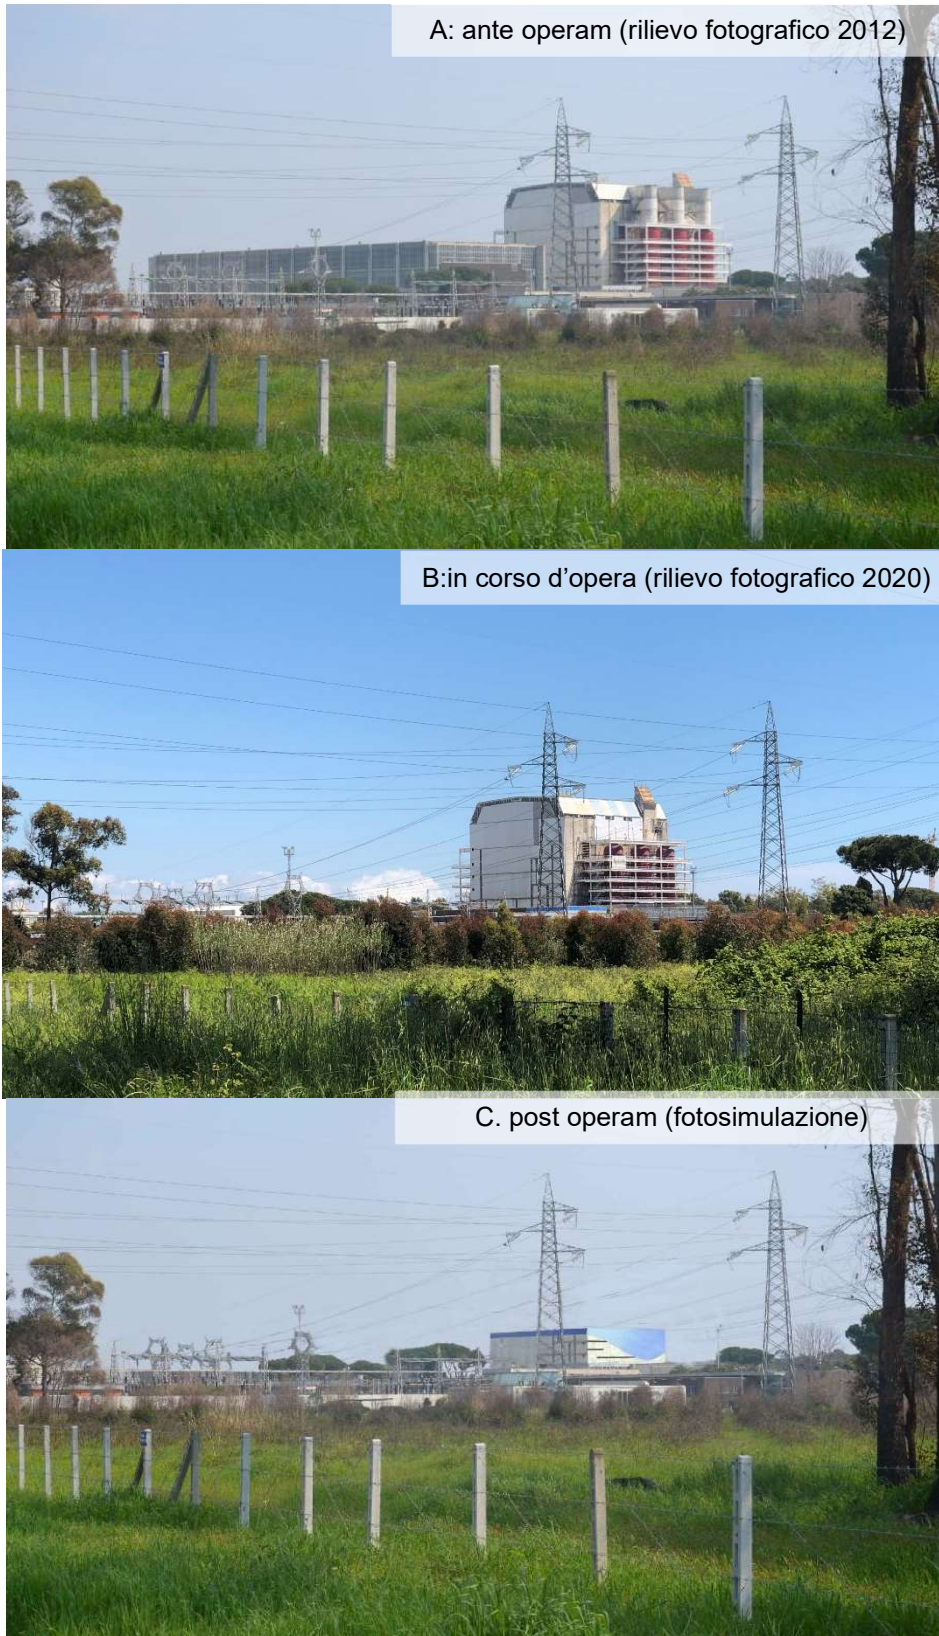 A: ante operam (rilievo fotografico 2012)
B:in corso d’opera (rilievo fotografico 2020)
C. post operam (fotosimulazione)